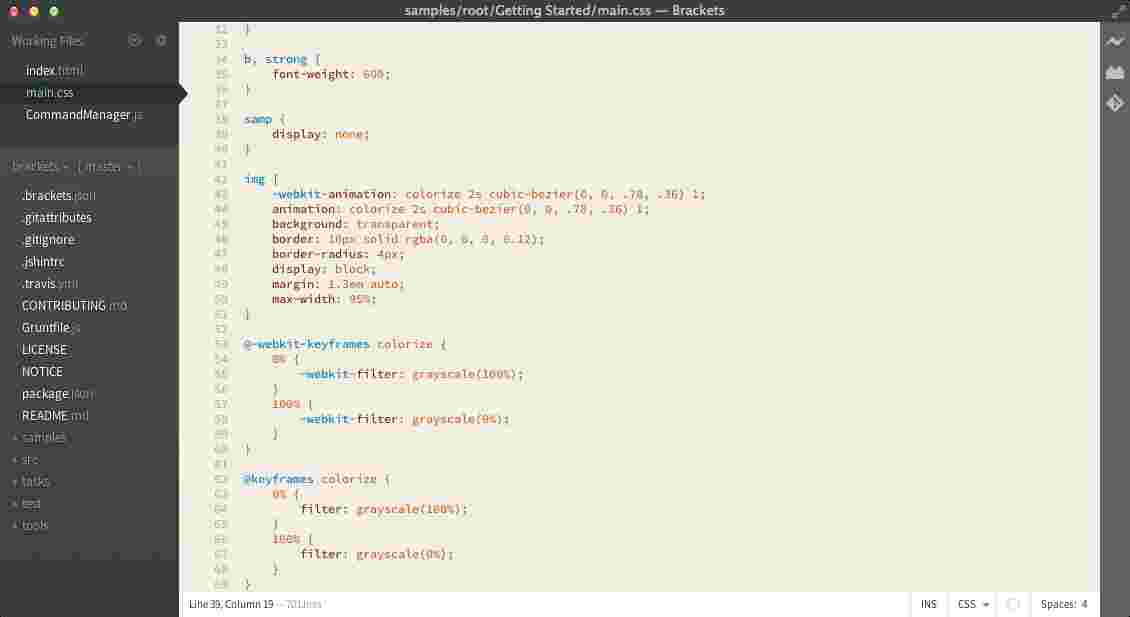 samples/root/Getting Started/main.css — Brackets
Working Files
index.html
main.css
CommandManager.js
brackets [ master ]
.brackets.json
.gitattributes
.gitignore
.jshintrc
.travis.yml
CONTRIBUTING.md
Gruntfile.js
LICENSE
NOTICE
package.json
README.md
samples
src
tasks
test
tools
32 }
33
34 b, strong {
35 font-weight: 600;
36 }
37
38 samp {
39 display: none;
40 }
41
42 img {
43 -webkit-animation: colorize 2s cubic-bezier(0, 0, .78, .36) 1;
44 animation: colorize 2s cubic-bezier(0, 0, .78, .36) 1;
45 background: transparent;
46 border: 10px solid rgba(0, 0, 0, 0.12);
47 border-radius: 4px;
48 display: block;
49 margin: 1.3em auto;
50 max-width: 95%;
51 }
52
53 @-webkit-keyframes colorize {
54 0% {
55 -webkit-filter: grayscale(100%);
56 }
57 100% {
58 -webkit-filter: grayscale(0%);
59 }
60 }
61
62 @keyframes colorize {
63 0% {
64 filter: grayscale(100%);
65 }
66 100% {
67 filter: grayscale(0%);
68 }
69 }
Line 39, Column 19 — 701 Lines INS CSS Spaces: 4